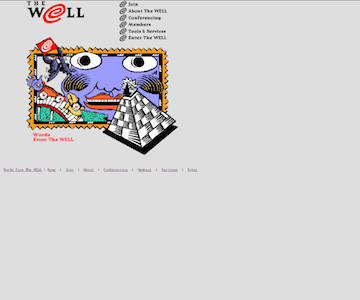 THE
WELL
Join
About The WELL
Conferencing
Members
Tools & Services
Enter The WELL
Words
From The WELL
Words From The WELL | Home | Join | About | Conferencing | Members | Services | Enter